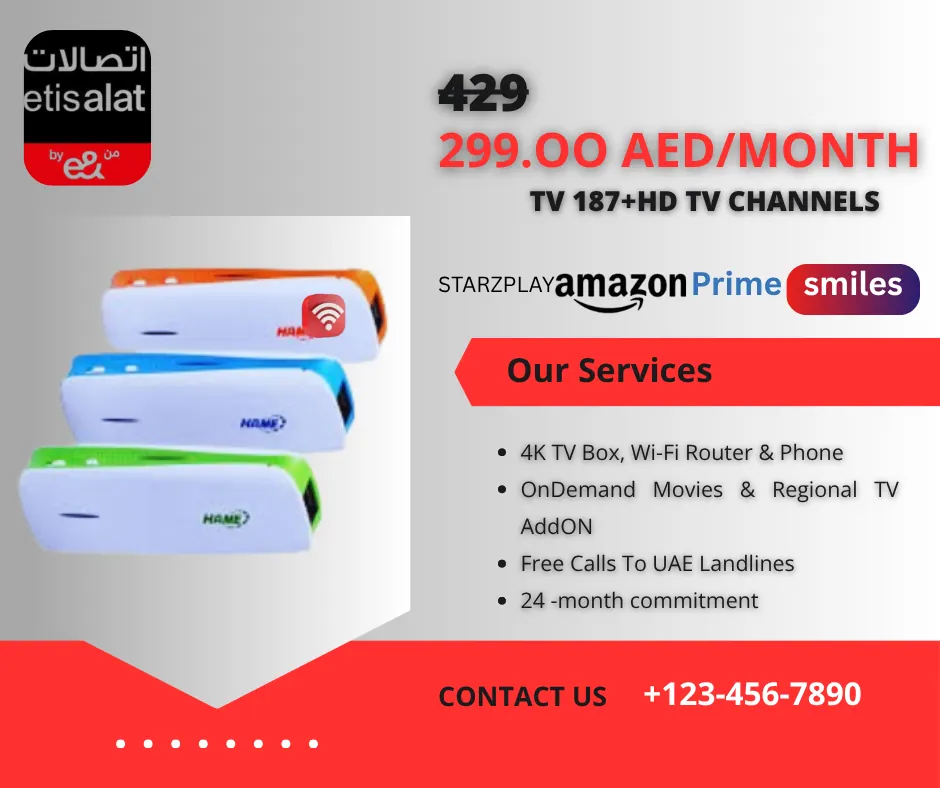 اتصالات
etisalat
by e& من
429
299.OO AED/MONTH
TV 187+HD TV CHANNELS
STARZPLAY amazon Prime smiles
HAME
HAME
HAME
Our Services
4K TV Box, Wi-Fi Router & Phone
OnDemand Movies & Regional TV
AddON
Free Calls To UAE Landlines
24 -month commitment
CONTACT US +123-456-7890